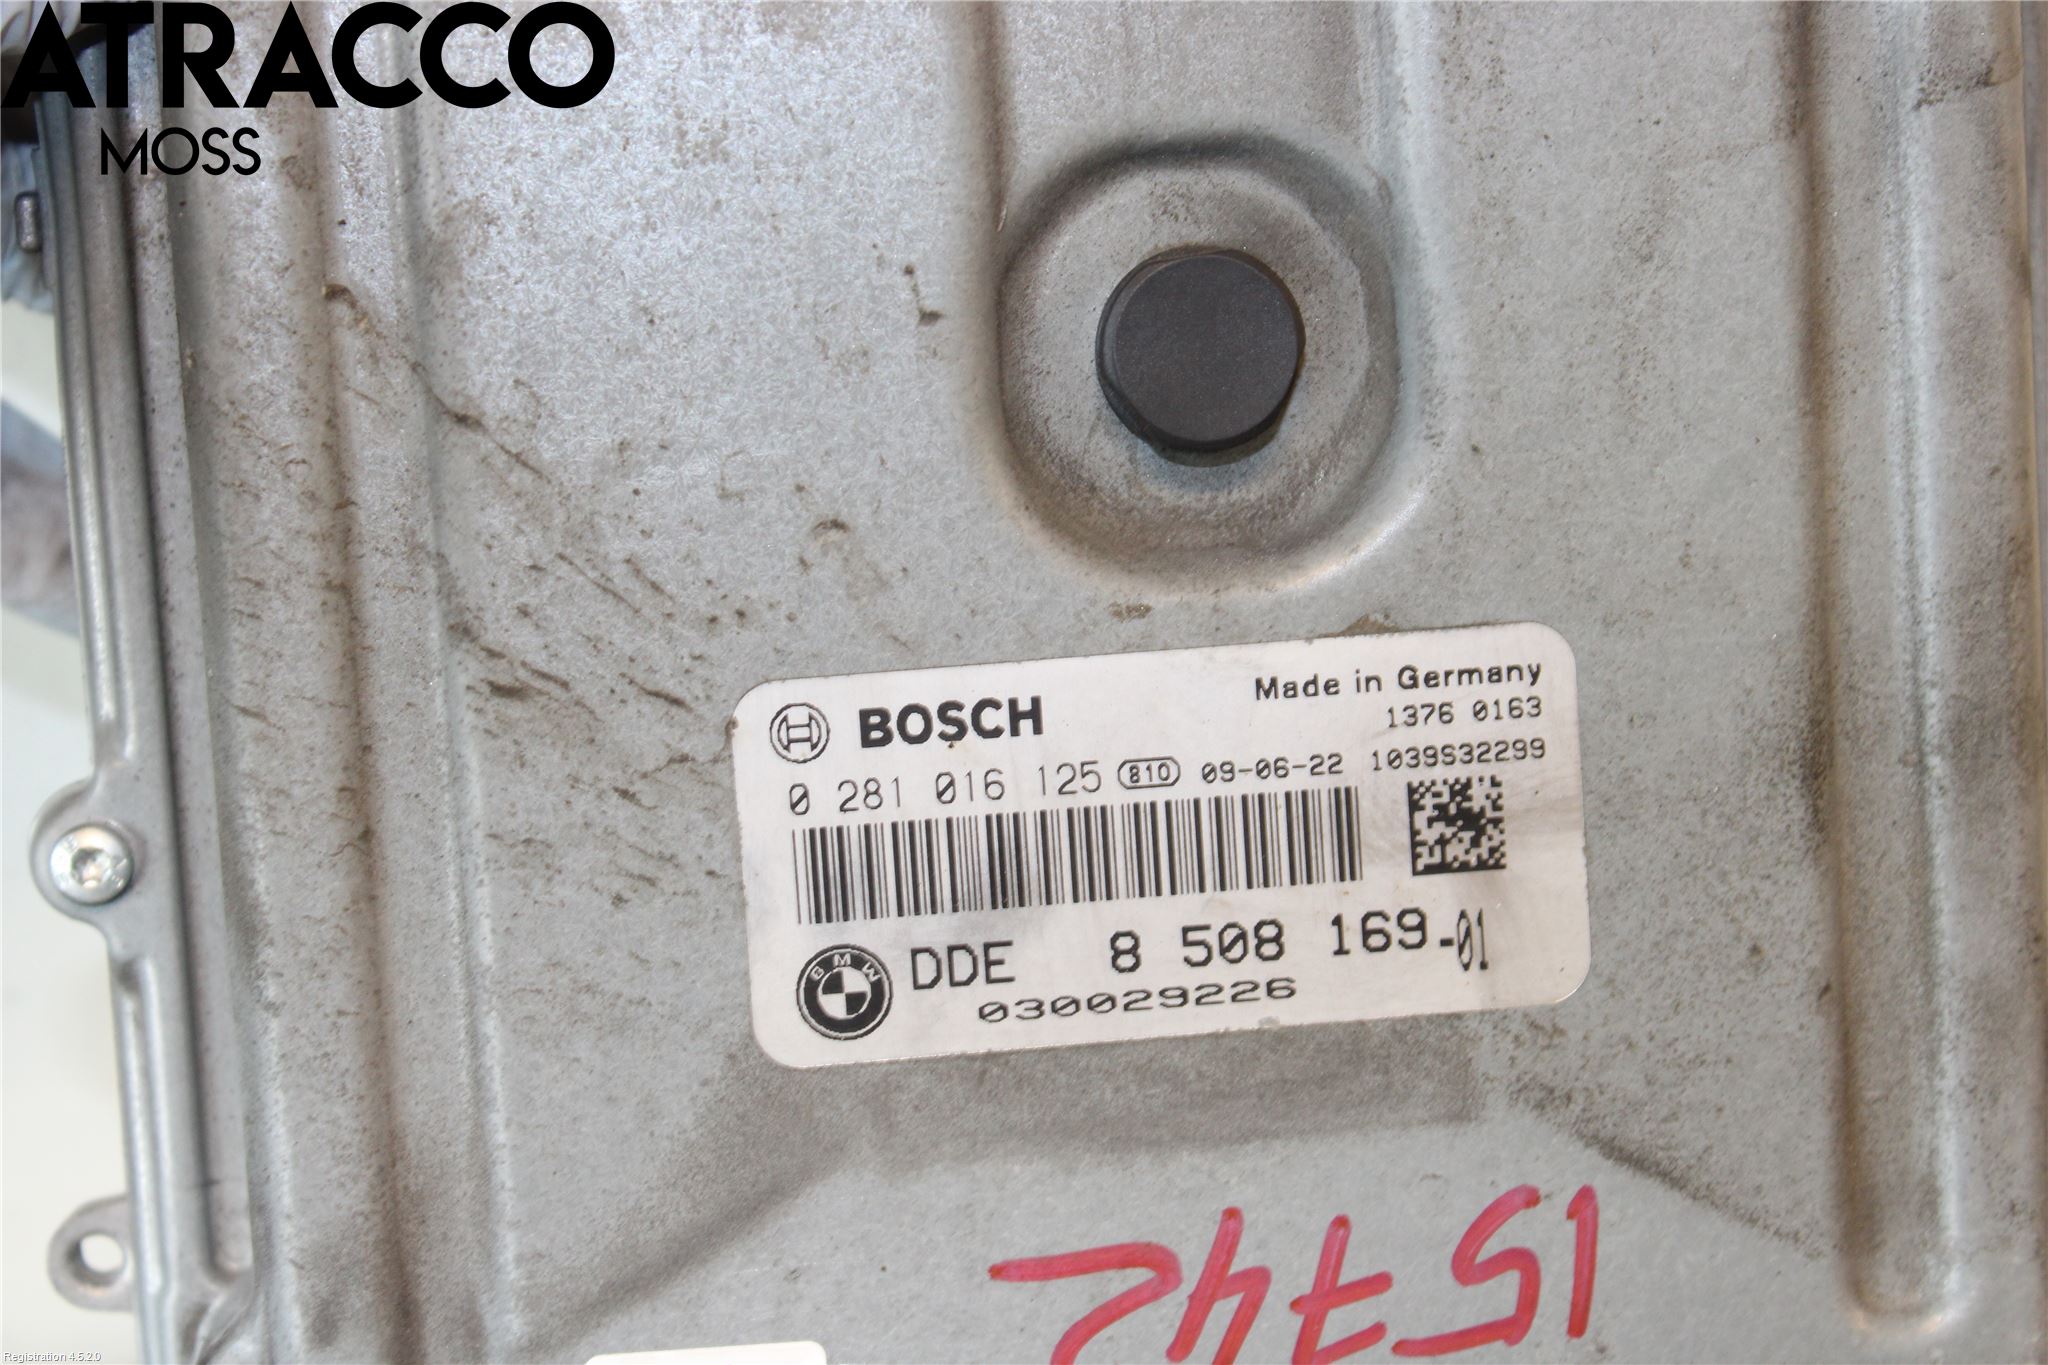 ATRACCO
MOSS
BOSCH
Made in Germany
1376 0163
0 281 016 125 810 09-06-22 1039S32299
BMW DDE 8 508 169-01
030029226
15742
Registration 4.5.2.0